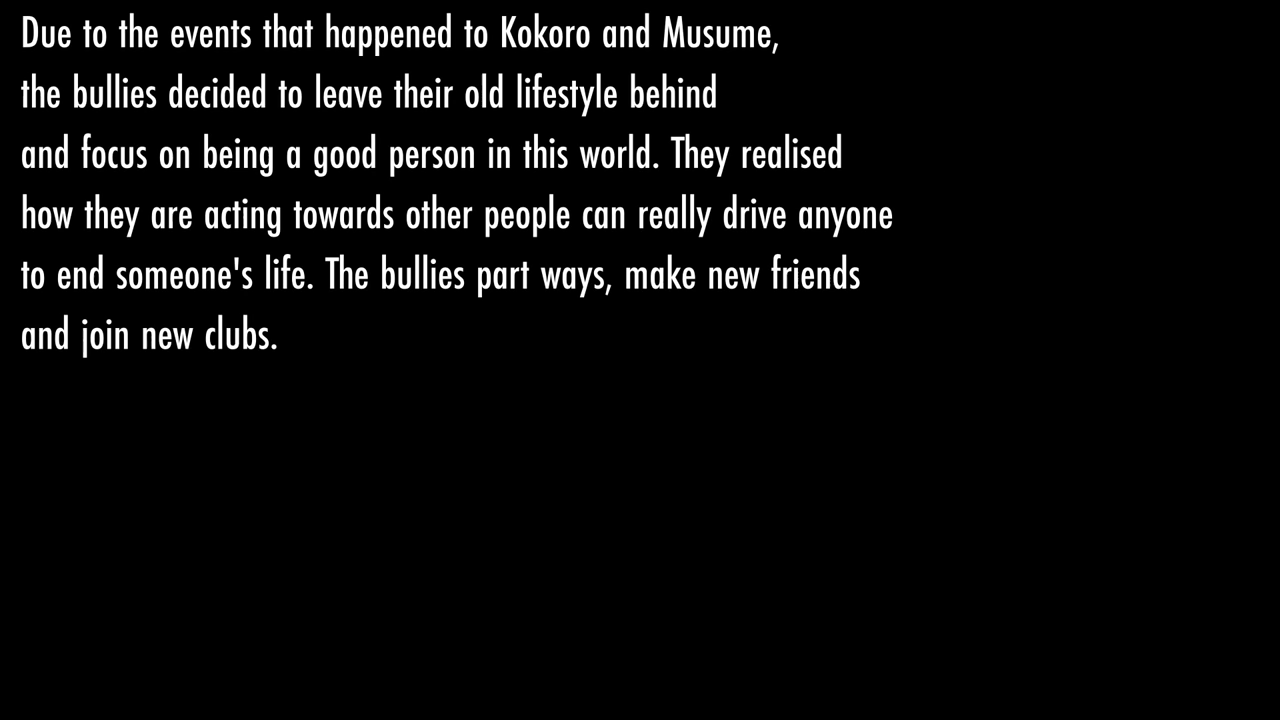 Due to the events that happened to Kokoro and Musume,
the bullies decided to leave their old lifestyle behind
and focus on being a good person in this world. They realised
how they are acting towards other people can really drive anyone
to end someone's life. The bullies part ways, make new friends
and join new clubs.